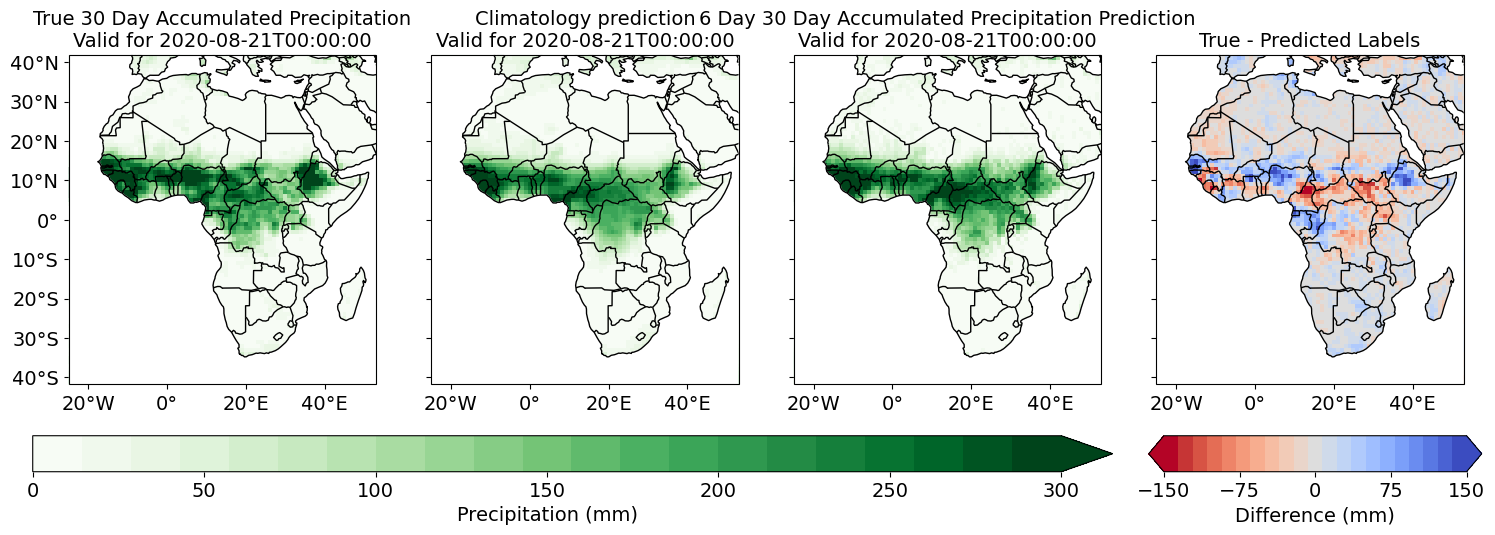 True 30 Day Accumulated Precipitation
Valid for 2020-08-21T00:00:00
Climatology prediction
Valid for 2020-08-21T00:00:00
6 Day 30 Day Accumulated Precipitation Prediction
Valid for 2020-08-21T00:00:00
True - Predicted Labels
40°N
30°N
20°N
10°N
0°
10°S
20°S
30°S
40°S
20°W 0° 20°E 40°E
20°W 0° 20°E 40°E
20°W 0° 20°E 40°E
20°W 0° 20°E 40°E
0 50 100 150 200 250 300
Precipitation (mm)
−150 −75 0 75 150
Difference (mm)